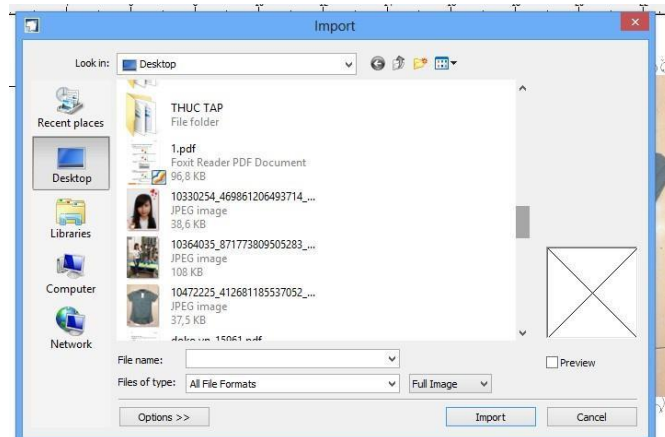 Import
Look in: Desktop
Recent places
Desktop
Libraries
Computer
Network
THUC TAP
File folder
1.pdf
Foxit Reader PDF Document
96,8 KB
10330254_469861206493714_...
JPEG image
38,6 KB
10364035_871773809505283_...
JPEG image
108 KB
10472225_412681185537052_...
JPEG image
37,5 KB
File name:
Preview
Files of type: All File Formats Full Image
Options >> Import Cancel